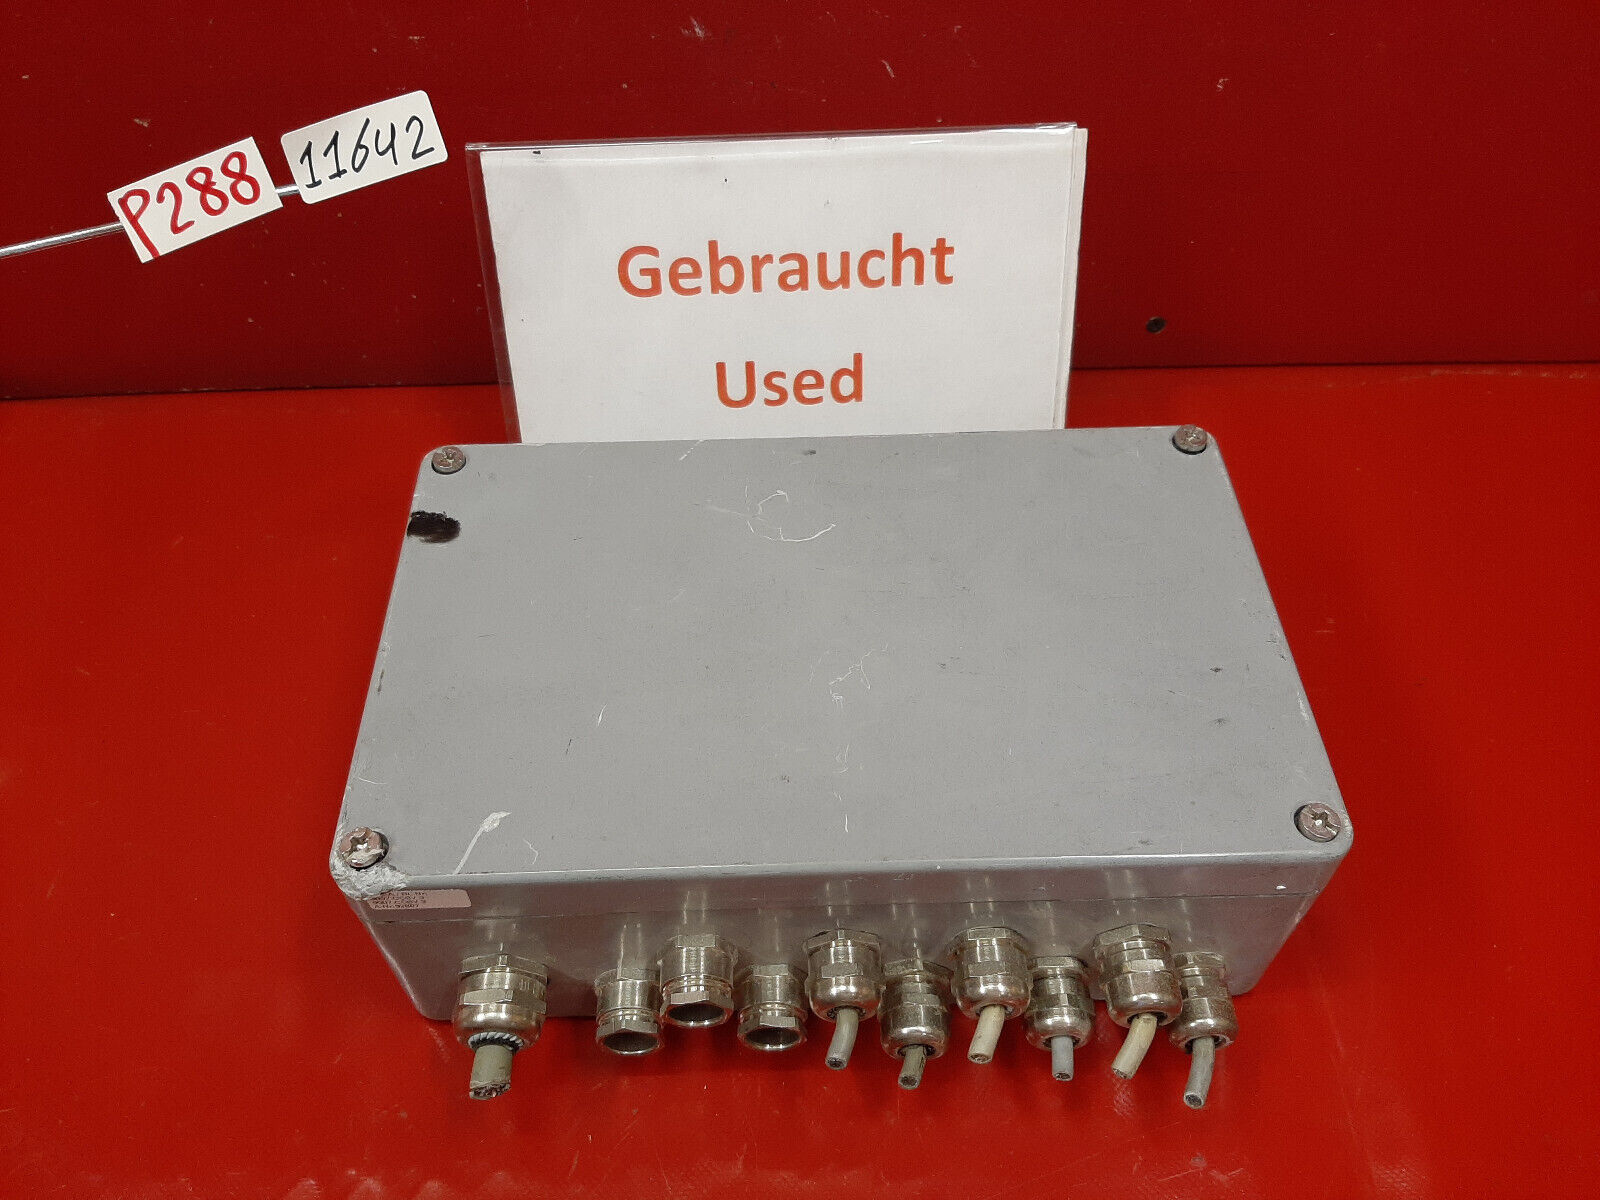 P288
11642
Gebraucht
Used